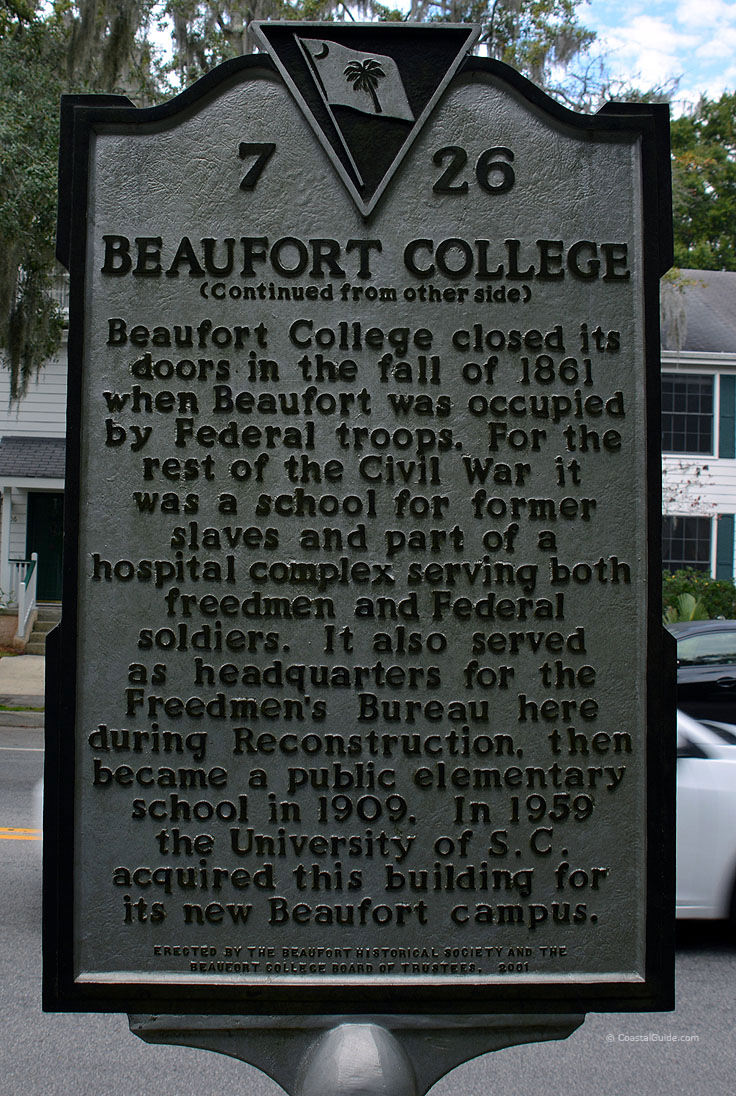 7 26
BEAUFORT COLLEGE
(Continued from other side)
Beaufort College closed its
doors in the fall of 1861
when Beaufort was occupied
by Federal troops. For the
rest of the Civil War it
was a school for former
slaves and part of a
hospital complex serving both
freedmen and Federal
soldiers. It also served
as headquarters for the
Freedmen's Bureau here
during Reconstruction, then
became a public elementary
school in 1909. In 1959
the University of S.C.
acquired this building for
its new Beaufort campus.
ERECTED BY THE BEAUFORT HISTORICAL SOCIETY AND THE
BEAUFORT COLLEGE BOARD OF TRUSTEES, 2001
© CoastalGuide.com